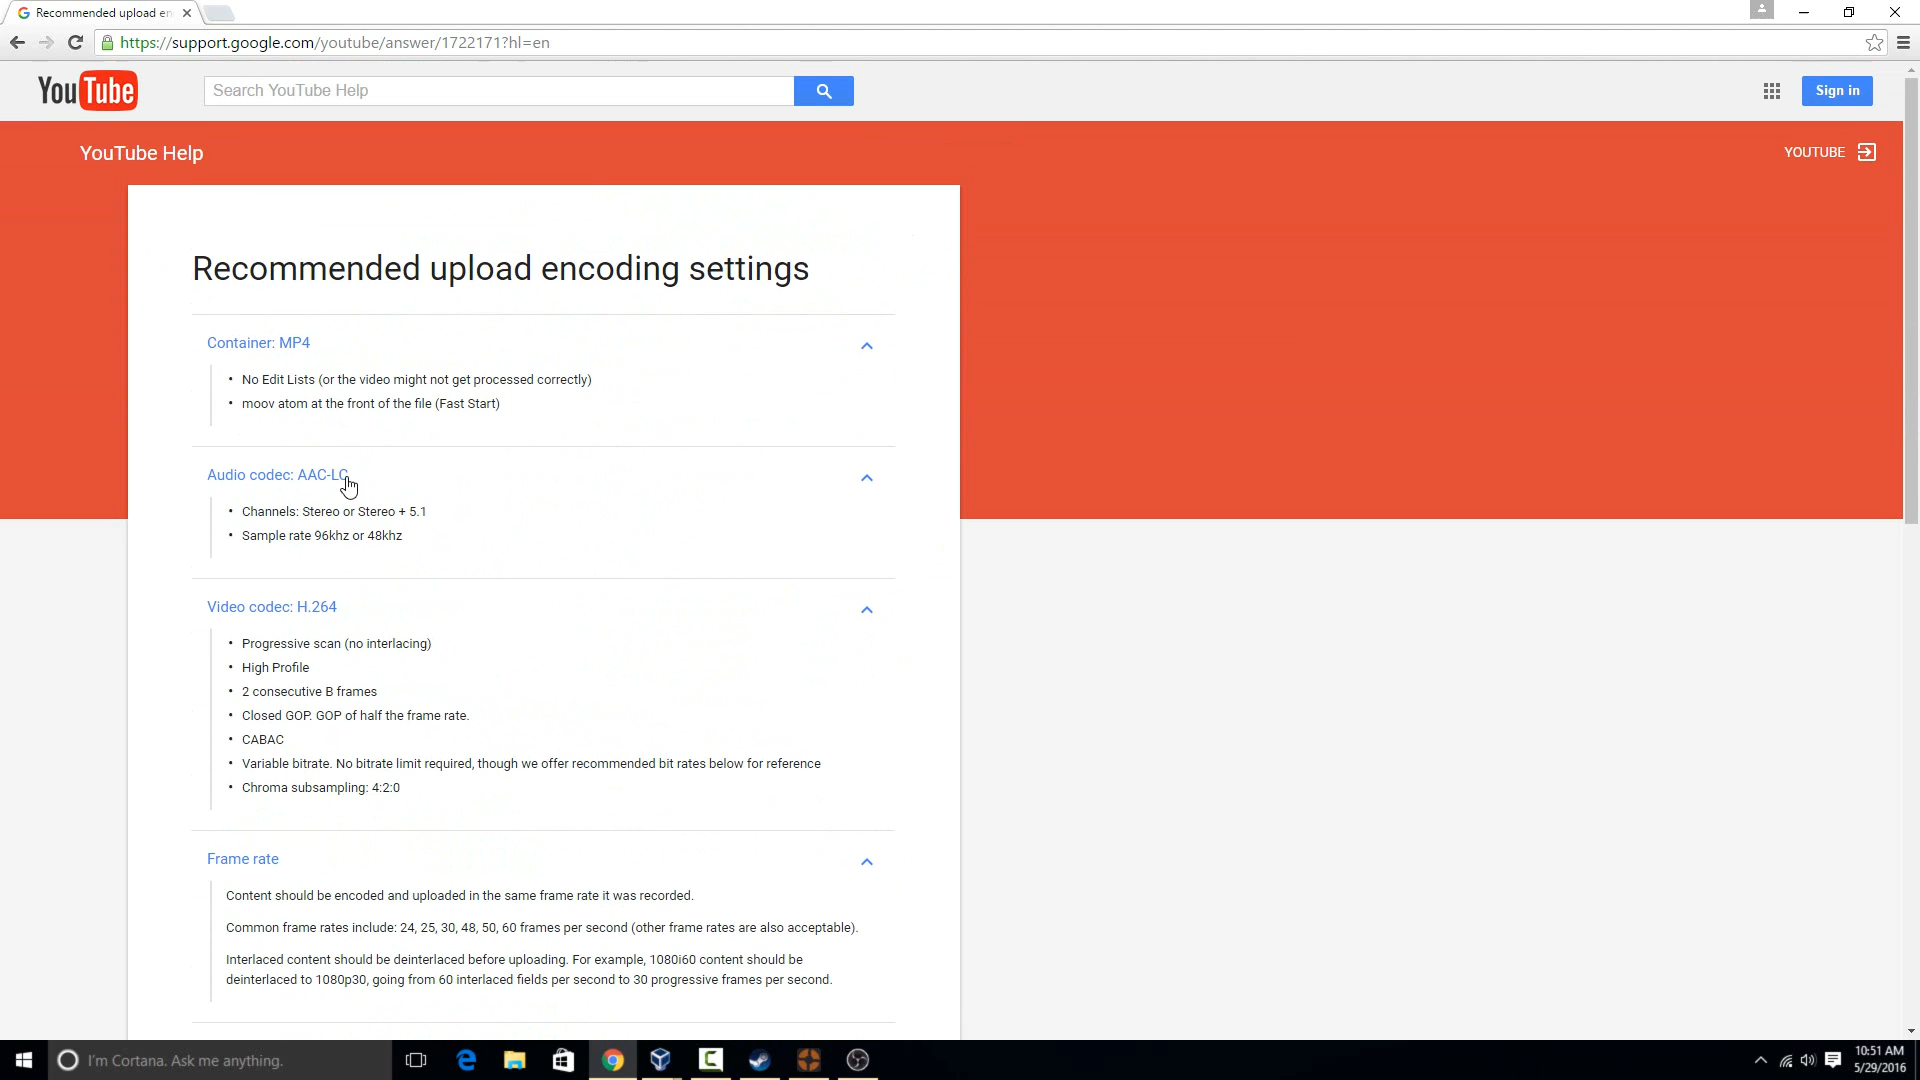 Recommended upload en
https://support.google.com/youtube/answer/1722171?hl=en
YouTube
Search YouTube Help
Sign in
YouTube Help
YOUTUBE
Recommended upload encoding settings
Container: MP4
• No Edit Lists (or the video might not get processed correctly)
• moov atom at the front of the file (Fast Start)
Audio codec: AAC-LC
• Channels: Stereo or Stereo + 5.1
• Sample rate 96khz or 48khz
Video codec: H.264
• Progressive scan (no interlacing)
• High Profile
• 2 consecutive B frames
• Closed GOP. GOP of half the frame rate.
• CABAC
• Variable bitrate. No bitrate limit required, though we offer recommended bit rates below for reference
• Chroma subsampling: 4:2:0
Frame rate
Content should be encoded and uploaded in the same frame rate it was recorded.
Common frame rates include: 24, 25, 30, 48, 50, 60 frames per second (other frame rates are also acceptable).
Interlaced content should be deinterlaced before uploading. For example, 1080i60 content should be
deinterlaced to 1080p30, going from 60 interlaced fields per second to 30 progressive frames per second.
I'm Cortana. Ask me anything.
10:51 AM
5/29/2016